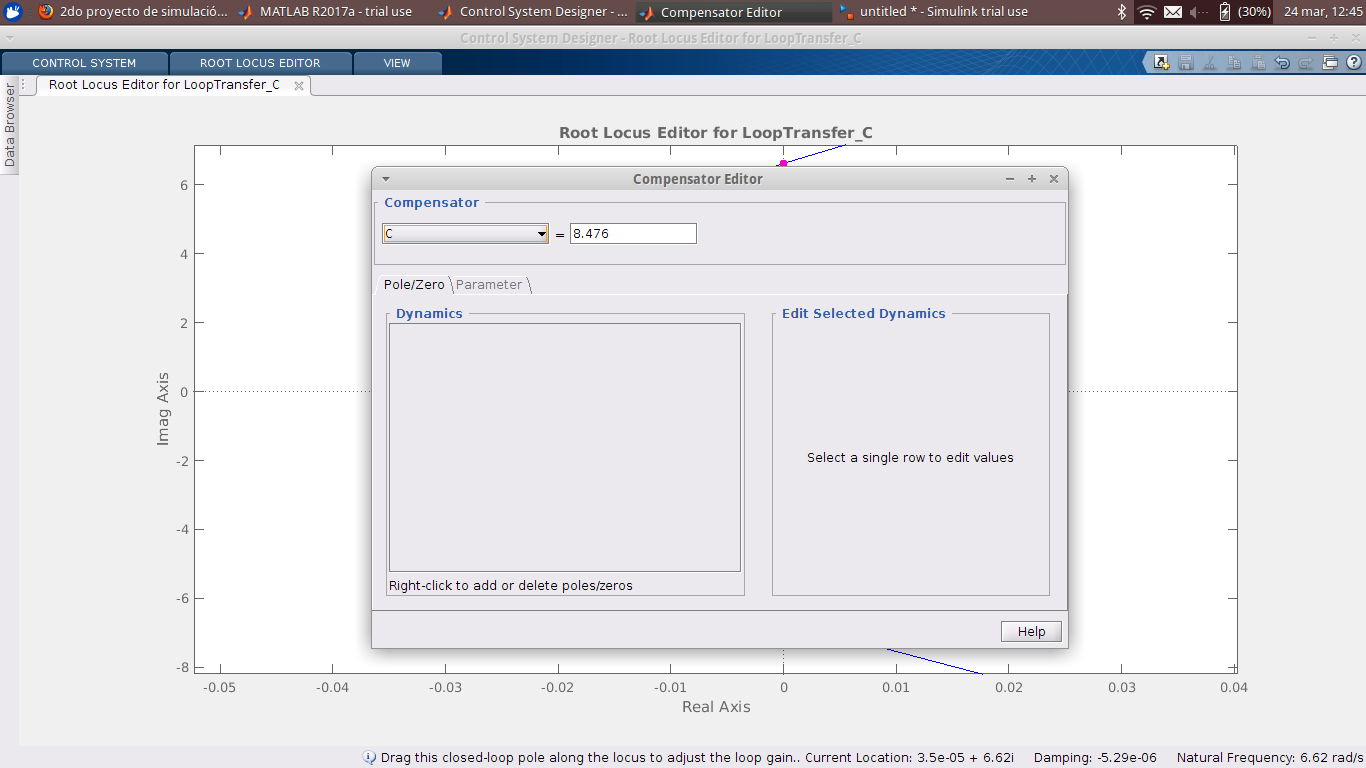 2do proyecto de simulació... MATLAB R2017a - trial use Control System Designer - ... Compensator Editor untitled * - Simulink trial use (30%) 24 mar, 12:45
Control System Designer - Root Locus Editor for LoopTransfer_C
CONTROL SYSTEM ROOT LOCUS EDITOR VIEW
Root Locus Editor for LoopTransfer_C
Data Browser
Root Locus Editor for LoopTransfer_C
Compensator Editor
Compensator
C = 8.476
Pole/Zero Parameter
Dynamics Edit Selected Dynamics
Select a single row to edit values
Right-click to add or delete poles/zeros
Help
6
4
2
0
-2
-4
-6
-8
Imag Axis
-0.05 -0.04 -0.03 -0.02 -0.01 0 0.01 0.02 0.03 0.04
Real Axis
Drag this closed-loop pole along the locus to adjust the loop gain.. Current Location: 3.5e-05 + 6.62i Damping: -5.29e-06 Natural Frequency: 6.62 rad/s